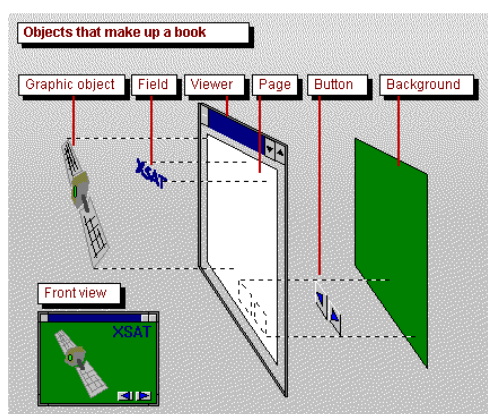 Objects that make up a book
Graphic object
Field
Viewer
Page
Button
Background
XSAT
Front view
XSAT